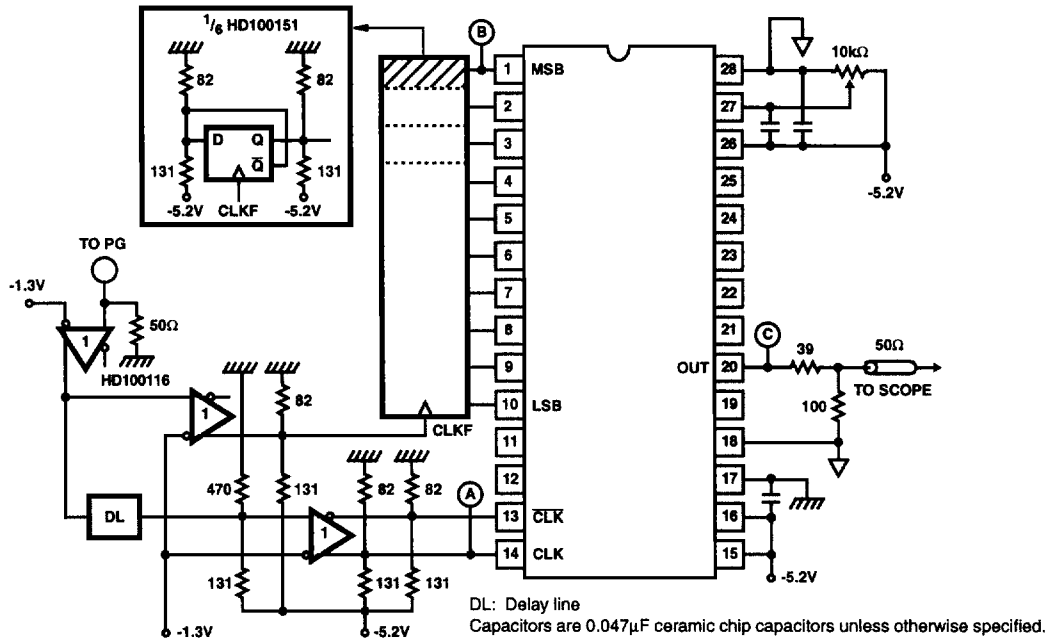 1/6 HD100151
82
82
D
Q
Q̅
131
131
-5.2V
CLKF
-5.2V
B
1
MSB
2
3
4
5
6
7
8
9
10
LSB
11
12
13
C̅L̅K̅
14
CLK
28
27
26
25
24
23
22
21
OUT
20
19
18
17
16
15
10kΩ
-5.2V
C
39
50Ω
TO SCOPE
100
-5.2V
TO PG
-1.3V
1
50Ω
HD100116
1
82
CLKF
470
131
82
82
A
DL
1
131
131
131
-1.3V
-5.2V
DL: Delay line
Capacitors are 0.047µF ceramic chip capacitors unless otherwise specified.